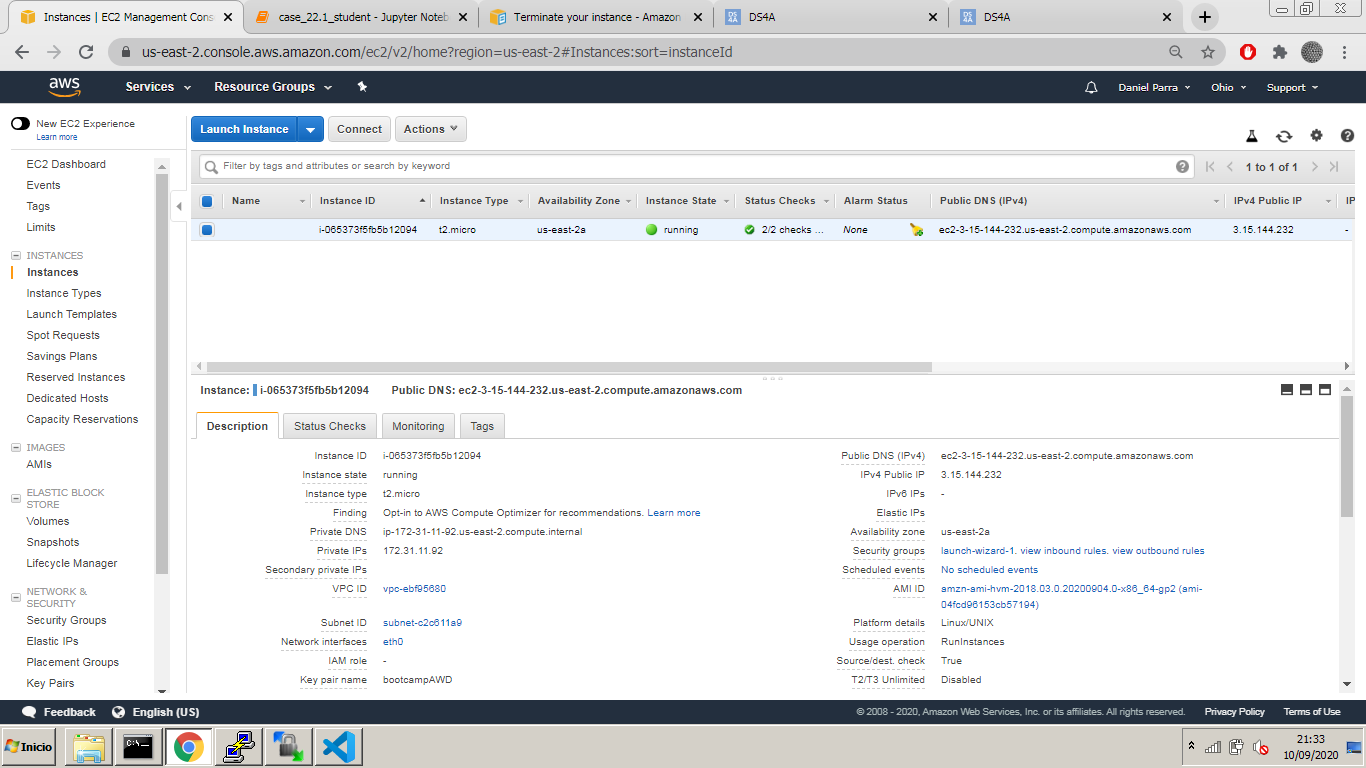 Instances | EC2 Management Cons
case_22.1_student - Jupyter Noteb
Terminate your instance - Amazon
DS4A
DS4A
us-east-2.console.aws.amazon.com/ec2/v2/home?region=us-east-2#Instances:sort=instanceId
aws Services Resource Groups Daniel Parra Ohio Support
New EC2 Experience
Learn more
EC2 Dashboard
Events
Tags
Limits
INSTANCES
Instances
Instance Types
Launch Templates
Spot Requests
Savings Plans
Reserved Instances
Dedicated Hosts
Capacity Reservations
IMAGES
AMIs
ELASTIC BLOCK
STORE
Volumes
Snapshots
Lifecycle Manager
NETWORK &
SECURITY
Security Groups
Elastic IPs
Placement Groups
Key Pairs
Launch Instance Connect Actions
Filter by tags and attributes or search by keyword
1 to 1 of 1
Name Instance ID Instance Type Availability Zone Instance State Status Checks Alarm Status Public DNS (IPv4) IPv4 Public IP IP
i-065373f5fb5b12094 t2.micro us-east-2a running 2/2 checks ... None ec2-3-15-144-232.us-east-2.compute.amazonaws.com 3.15.144.232 -
Instance: i-065373f5fb5b12094 Public DNS: ec2-3-15-144-232.us-east-2.compute.amazonaws.com
Description Status Checks Monitoring Tags
Instance ID i-065373f5fb5b12094
Instance state running
Instance type t2.micro
Finding Opt-in to AWS Compute Optimizer for recommendations. Learn more
Private DNS ip-172-31-11-92.us-east-2.compute.internal
Private IPs 172.31.11.92
Secondary private IPs
VPC ID vpc-ebf95680
Subnet ID subnet-c2c611a9
Network interfaces eth0
IAM role -
Key pair name bootcampAWD
Public DNS (IPv4) ec2-3-15-144-232.us-east-2.compute.amazonaws.com
IPv4 Public IP 3.15.144.232
IPv6 IPs -
Elastic IPs
Availability zone us-east-2a
Security groups launch-wizard-1. view inbound rules. view outbound rules
Scheduled events No scheduled events
AMI ID amzn-ami-hvm-2018.03.0.20200904.0-x86_64-gp2 (ami-
04fcd96153cb57194)
Platform details Linux/UNIX
Usage operation RunInstances
Source/dest. check True
T2/T3 Unlimited Disabled
Feedback English (US) © 2008 - 2020, Amazon Web Services, Inc. or its affiliates. All rights reserved. Privacy Policy Terms of Use
Inicio
C:\_
21:33
10/09/2020